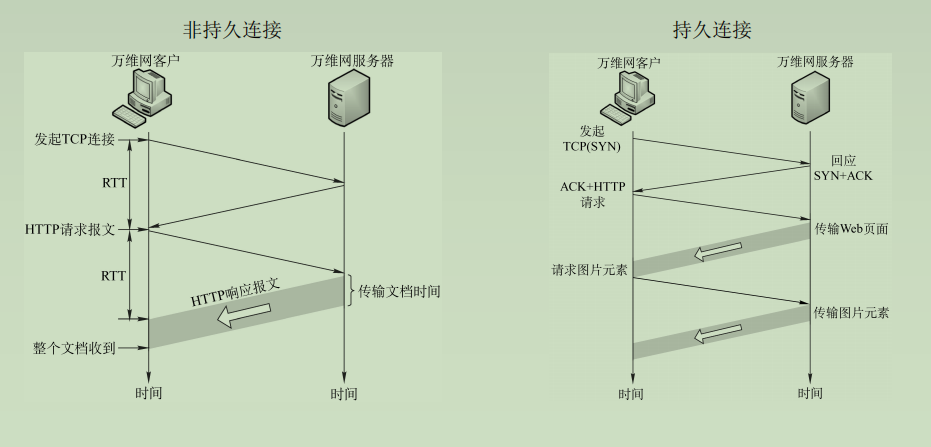 非持久连接
万维网客户
万维网服务器
发起TCP连接
RTT
HTTP请求报文
RTT
HTTP响应报文
传输文档时间
整个文档收到
时间
时间
持久连接
万维网客户
万维网服务器
发起
TCP(SYN)
回应
SYN+ACK
ACK+HTTP
请求
传输Web页面
请求图片元素
传输图片元素
时间
时间